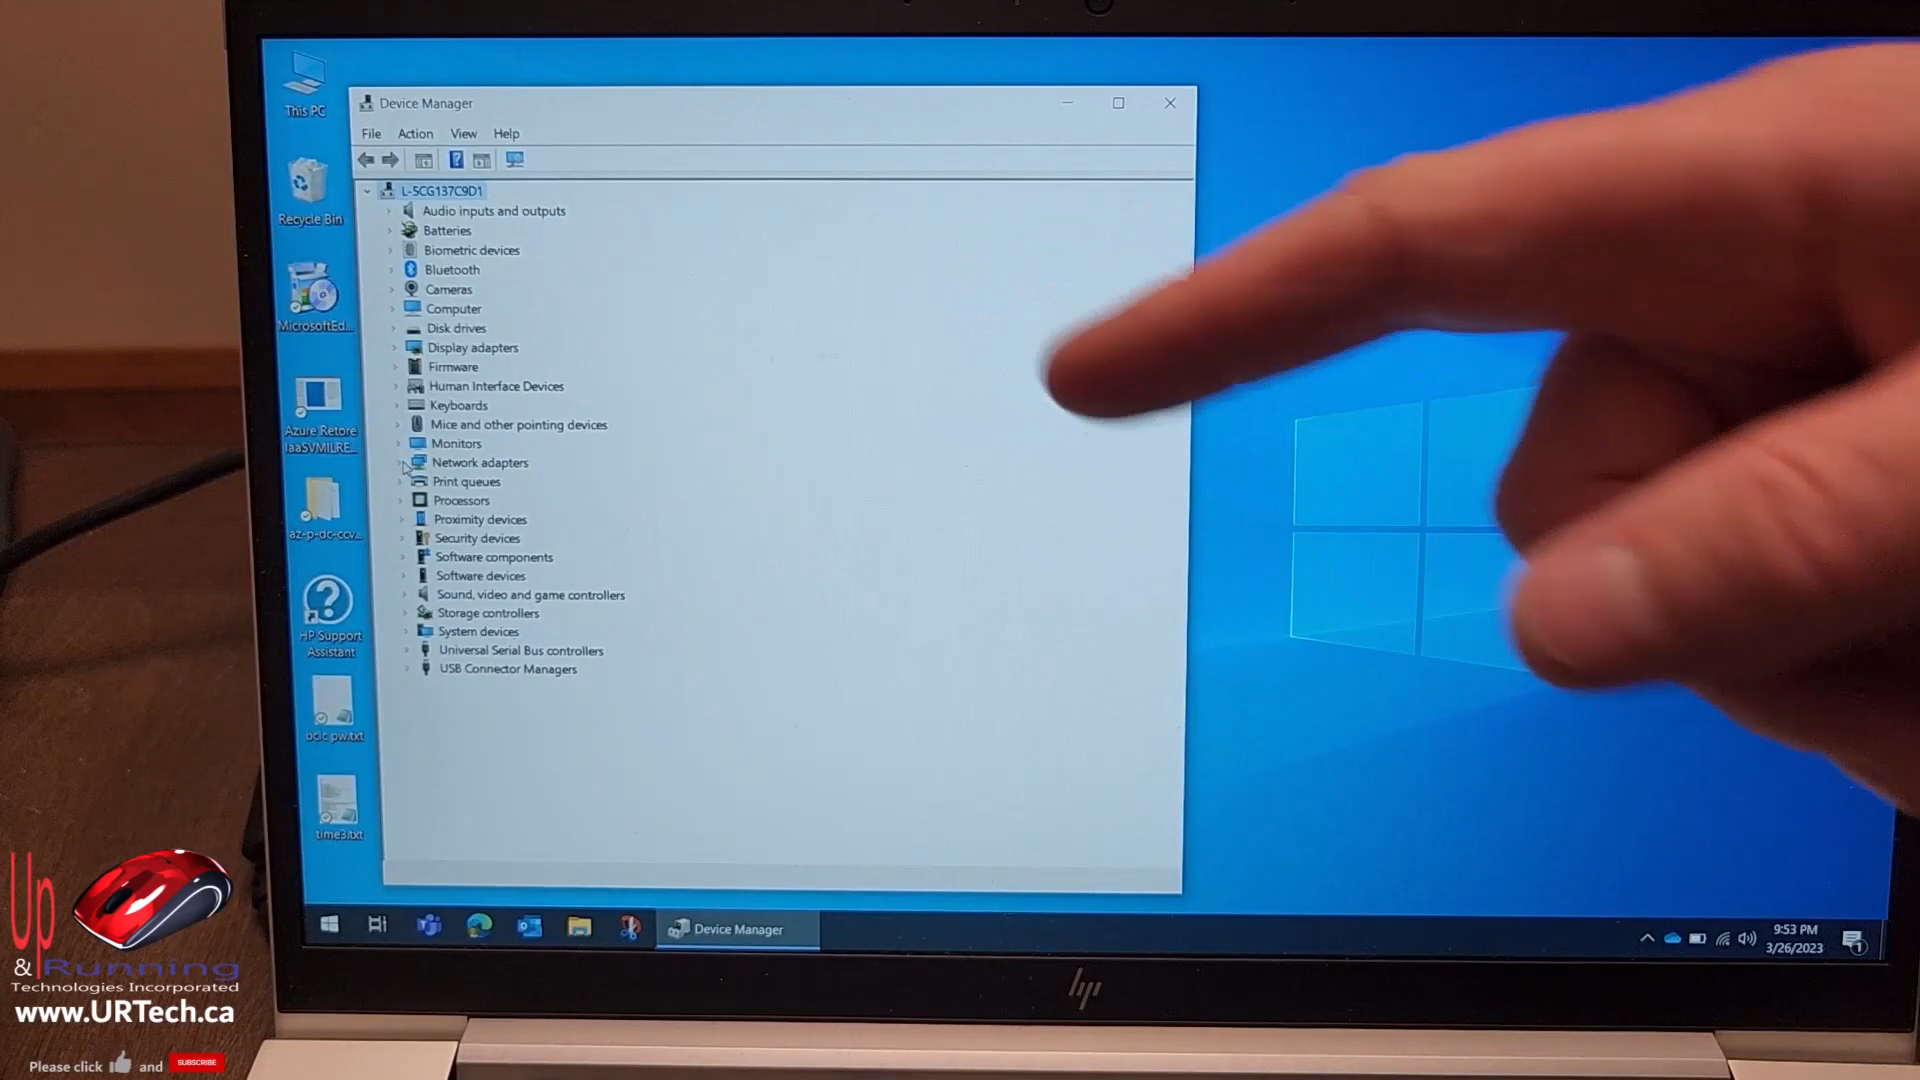 This PC
Recycle Bin
MicrosoftEd...
Azure Retore
IaaSVMILRE...
az-p-dc-ccv...
HP Support
Assistant
ocic pw.txt
time3.txt
Device Manager
File Action View Help
L-5CG137C9D1
Audio inputs and outputs
Batteries
Biometric devices
Bluetooth
Cameras
Computer
Disk drives
Display adapters
Firmware
Human Interface Devices
Keyboards
Mice and other pointing devices
Monitors
Network adapters
Print queues
Processors
Proximity devices
Security devices
Software components
Software devices
Sound, video and game controllers
Storage controllers
System devices
Universal Serial Bus controllers
USB Connector Managers
Device Manager
9:53 PM
3/26/2023
1
hp
Up
& Running
Technologies Incorporated
www.URTech.ca
Please click and SUBSCRIBE